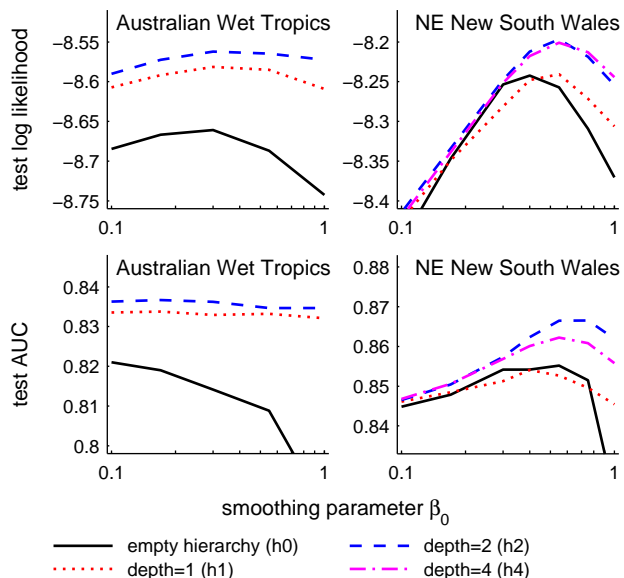 Australian Wet Tropics
NE New South Wales
test log likelihood
−8.55
−8.6
−8.65
−8.7
−8.75
0.1
1
−8.2
−8.25
−8.3
−8.35
−8.4
0.1
1
Australian Wet Tropics
NE New South Wales
test AUC
0.84
0.83
0.82
0.81
0.8
0.1
1
0.88
0.87
0.86
0.85
0.84
0.1
1
smoothing parameter β₀
empty hierarchy (h0)
depth=2 (h2)
depth=1 (h1)
depth=4 (h4)